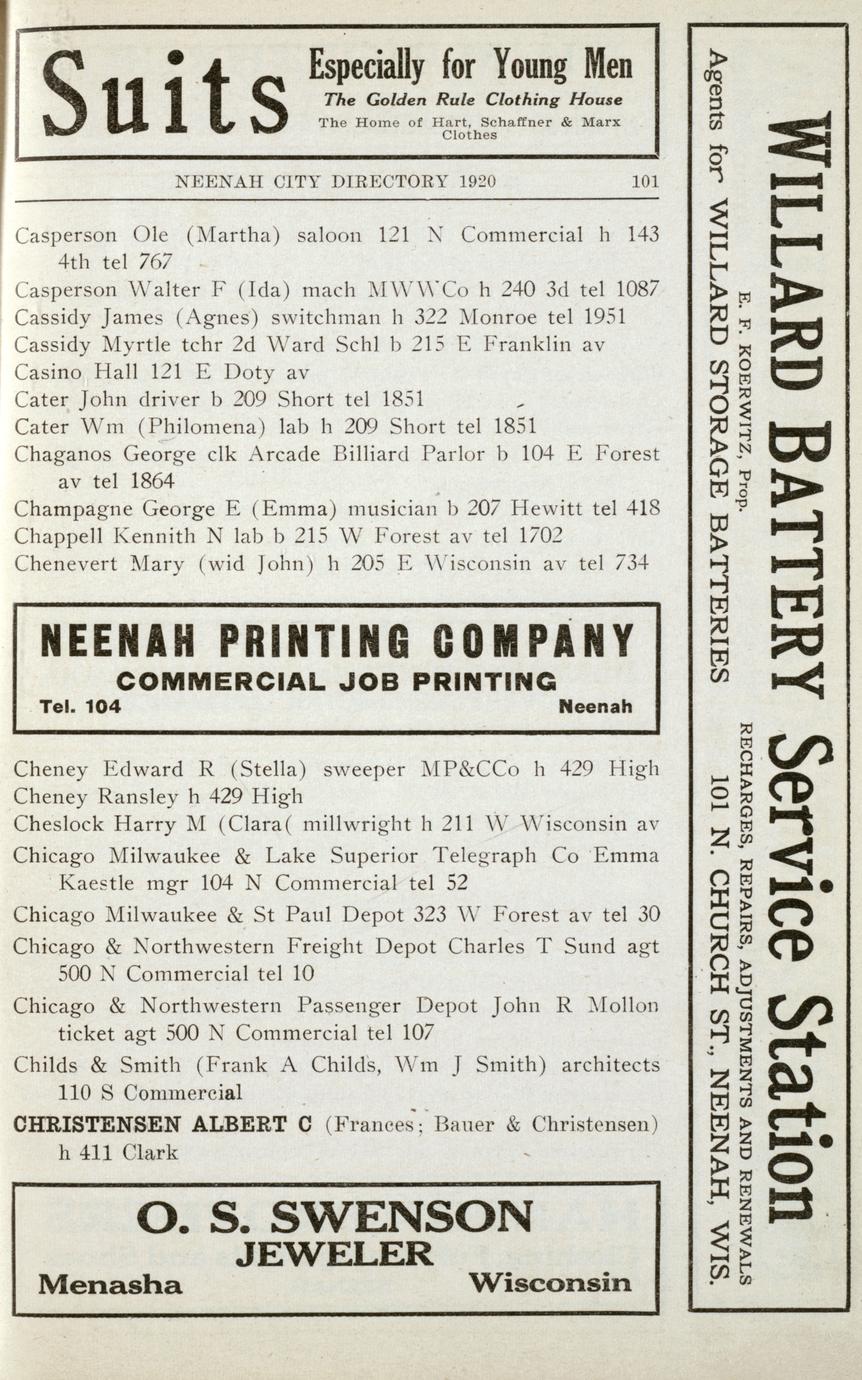 Suits
Especially for Young Men
The Golden Rule Clothing House
The Home of Hart, Schaffner & Marx
Clothes
NEENAH CITY DIRECTORY 1920 101
Casperson Ole (Martha) saloon 121 N Commercial h 143
4th tel 767
Casperson Walter F (Ida) mach MWWCo h 240 3d tel 1087
Cassidy James (Agnes) switchman h 322 Monroe tel 1951
Cassidy Myrtle tchr 2d Ward Schl b 215 E Franklin av
Casino Hall 121 E Doty av
Cater John driver b 209 Short tel 1851
Cater Wm (Philomena) lab h 209 Short tel 1851
Chaganos George clk Arcade Billiard Parlor b 104 E Forest
av tel 1864
Champagne George E (Emma) musician b 207 Hewitt tel 418
Chappell Kennith N lab b 215 W Forest av tel 1702
Chenevert Mary (wid John) h 205 E Wisconsin av tel 734
NEENAH PRINTING COMPANY
COMMERCIAL JOB PRINTING
Tel. 104 Neenah
Cheney Edward R (Stella) sweeper MP&CCo h 429 High
Cheney Ransley h 429 High
Cheslock Harry M (Clara( millwright h 211 W Wisconsin av
Chicago Milwaukee & Lake Superior Telegraph Co Emma
Kaestle mgr 104 N Commercial tel 52
Chicago Milwaukee & St Paul Depot 323 W Forest av tel 30
Chicago & Northwestern Freight Depot Charles T Sund agt
500 N Commercial tel 10
Chicago & Northwestern Passenger Depot John R Mollon
ticket agt 500 N Commercial tel 107
Childs & Smith (Frank A Childs, Wm J Smith) architects
110 S Commercial
CHRISTENSEN ALBERT C (Frances; Bauer & Christensen)
h 411 Clark
O. S. SWENSON
JEWELER
Menasha Wisconsin
WILLARD BATTERY Service Station
E. F. KOERWITZ, Prop. RECHARGES, REPAIRS, ADJUSTMENTS AND RENEWALS
Agents for WILLARD STORAGE BATTERIES 101 N. CHURCH ST., NEENAH, WIS.